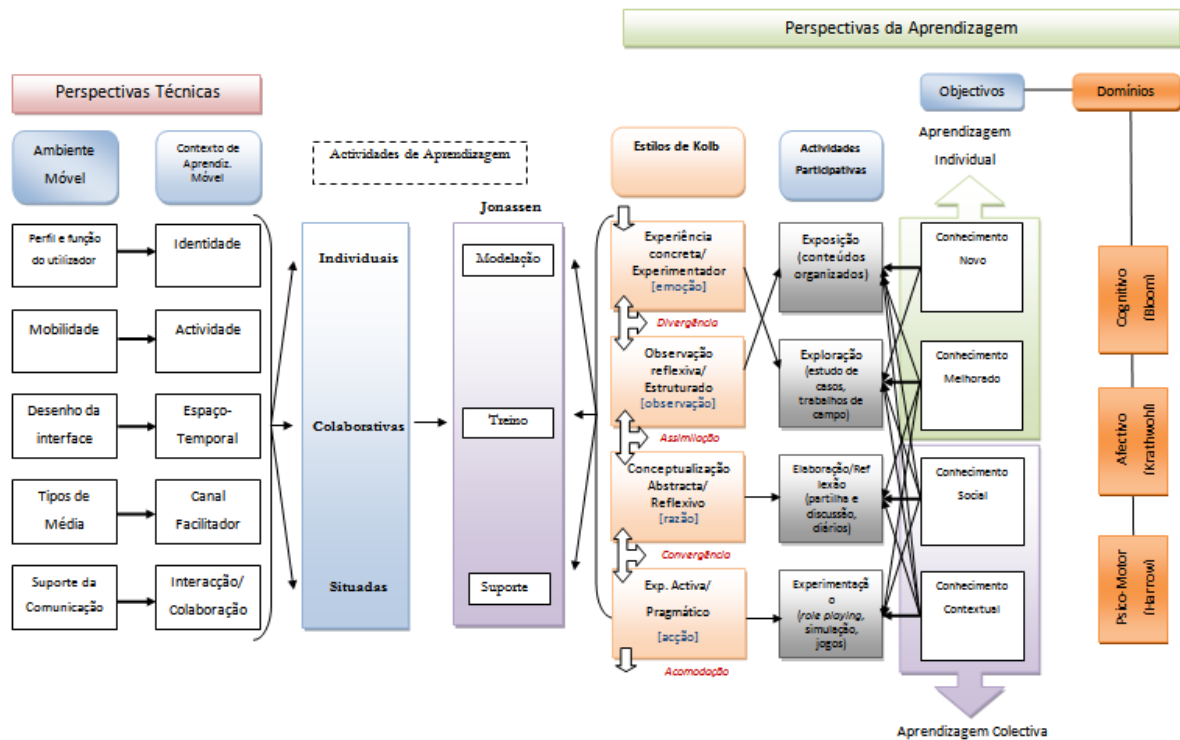 Perspectivas da Aprendizagem
Perspectivas Técnicas
Objectivos
Domínios
Ambiente
Móvel
Contexto de
Aprendiz.
Móvel
Actividades de Aprendizagem
Estilos de Kolb
Actividades
Participativas
Aprendizagem
Individual
Jonassen
Perfil e função
do utilizador
Identidade
Mobilidade
Actividade
Desenho da
interface
Espaço-
Temporal
Tipos de
Média
Canal
Facilitador
Suporte da
Comunicação
Interacção/
Colaboração
Individuais
Colaborativas
Situadas
Modelação
Treino
Suporte
Experiência
concreta/
Experimentador
[emoção]
Divergência
Observação
reflexiva/
Estruturado
[observação]
Assimilação
Conceptualização
Abstracta/
Reflexivo
[razão]
Convergência
Exp. Activa/
Pragmático
[acção]
Acomodação
Exposição
(conteúdos
organizados)
Exploração
(estudo de
casos,
trabalhos de
campo)
Elaboração/Ref
lexão
(partilha e
discussão,
diários)
Experimentaçã
o
(role playing,
simulação,
jogos)
Conhecimento
Novo
Conhecimento
Melhorado
Conhecimento
Social
Conhecimento
Contextual
Aprendizagem Colectiva
Cognitivo
(Bloom)
Afectivo
(Krathwohl)
Psico-Motor
(Harrow)